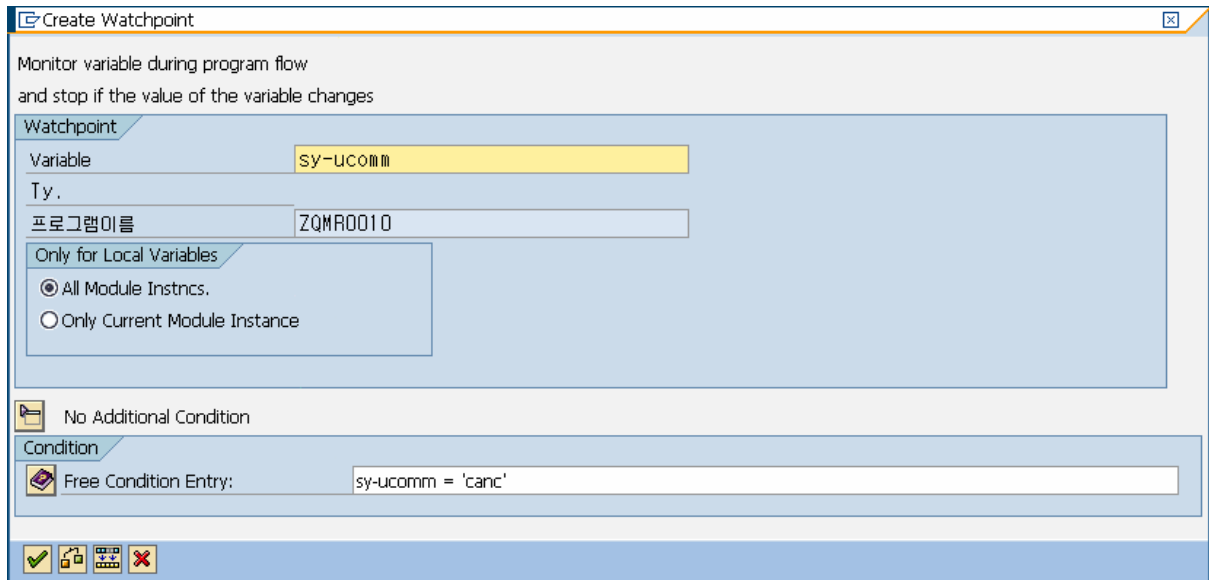 Create Watchpoint
Monitor variable during program flow
and stop if the value of the variable changes
Watchpoint
Variable sy-ucomm
Ty.
프로그램이름 ZQMR0010
Only for Local Variables
All Module Instncs.
Only Current Module Instance
No Additional Condition
Condition
Free Condition Entry: sy-ucomm = 'canc'